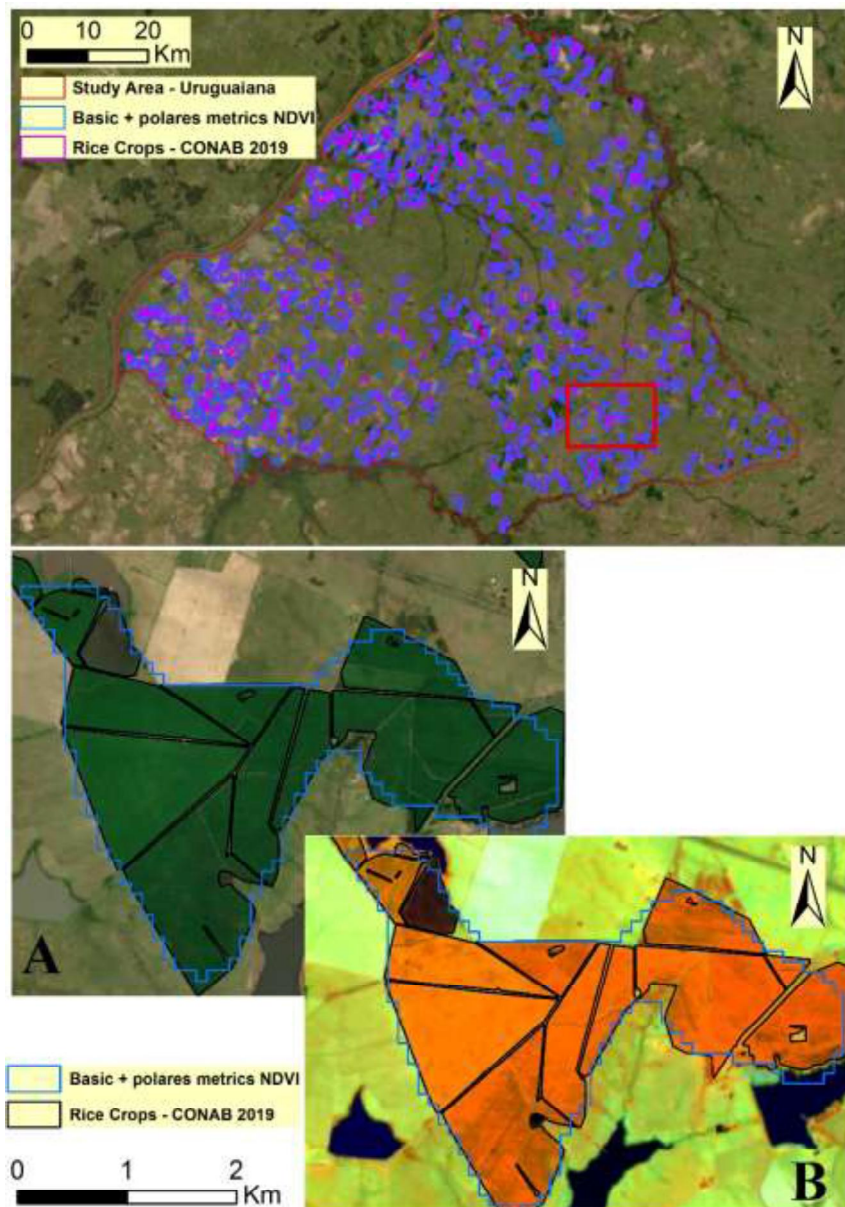 0 10 20
Km
N
Study Area - Uruguaiana
Basic + polares metrics NDVI
Rice Crops - CONAB 2019
N
A
N
B
Basic + polares metrics NDVI
Rice Crops - CONAB 2019
0 1 2
Km